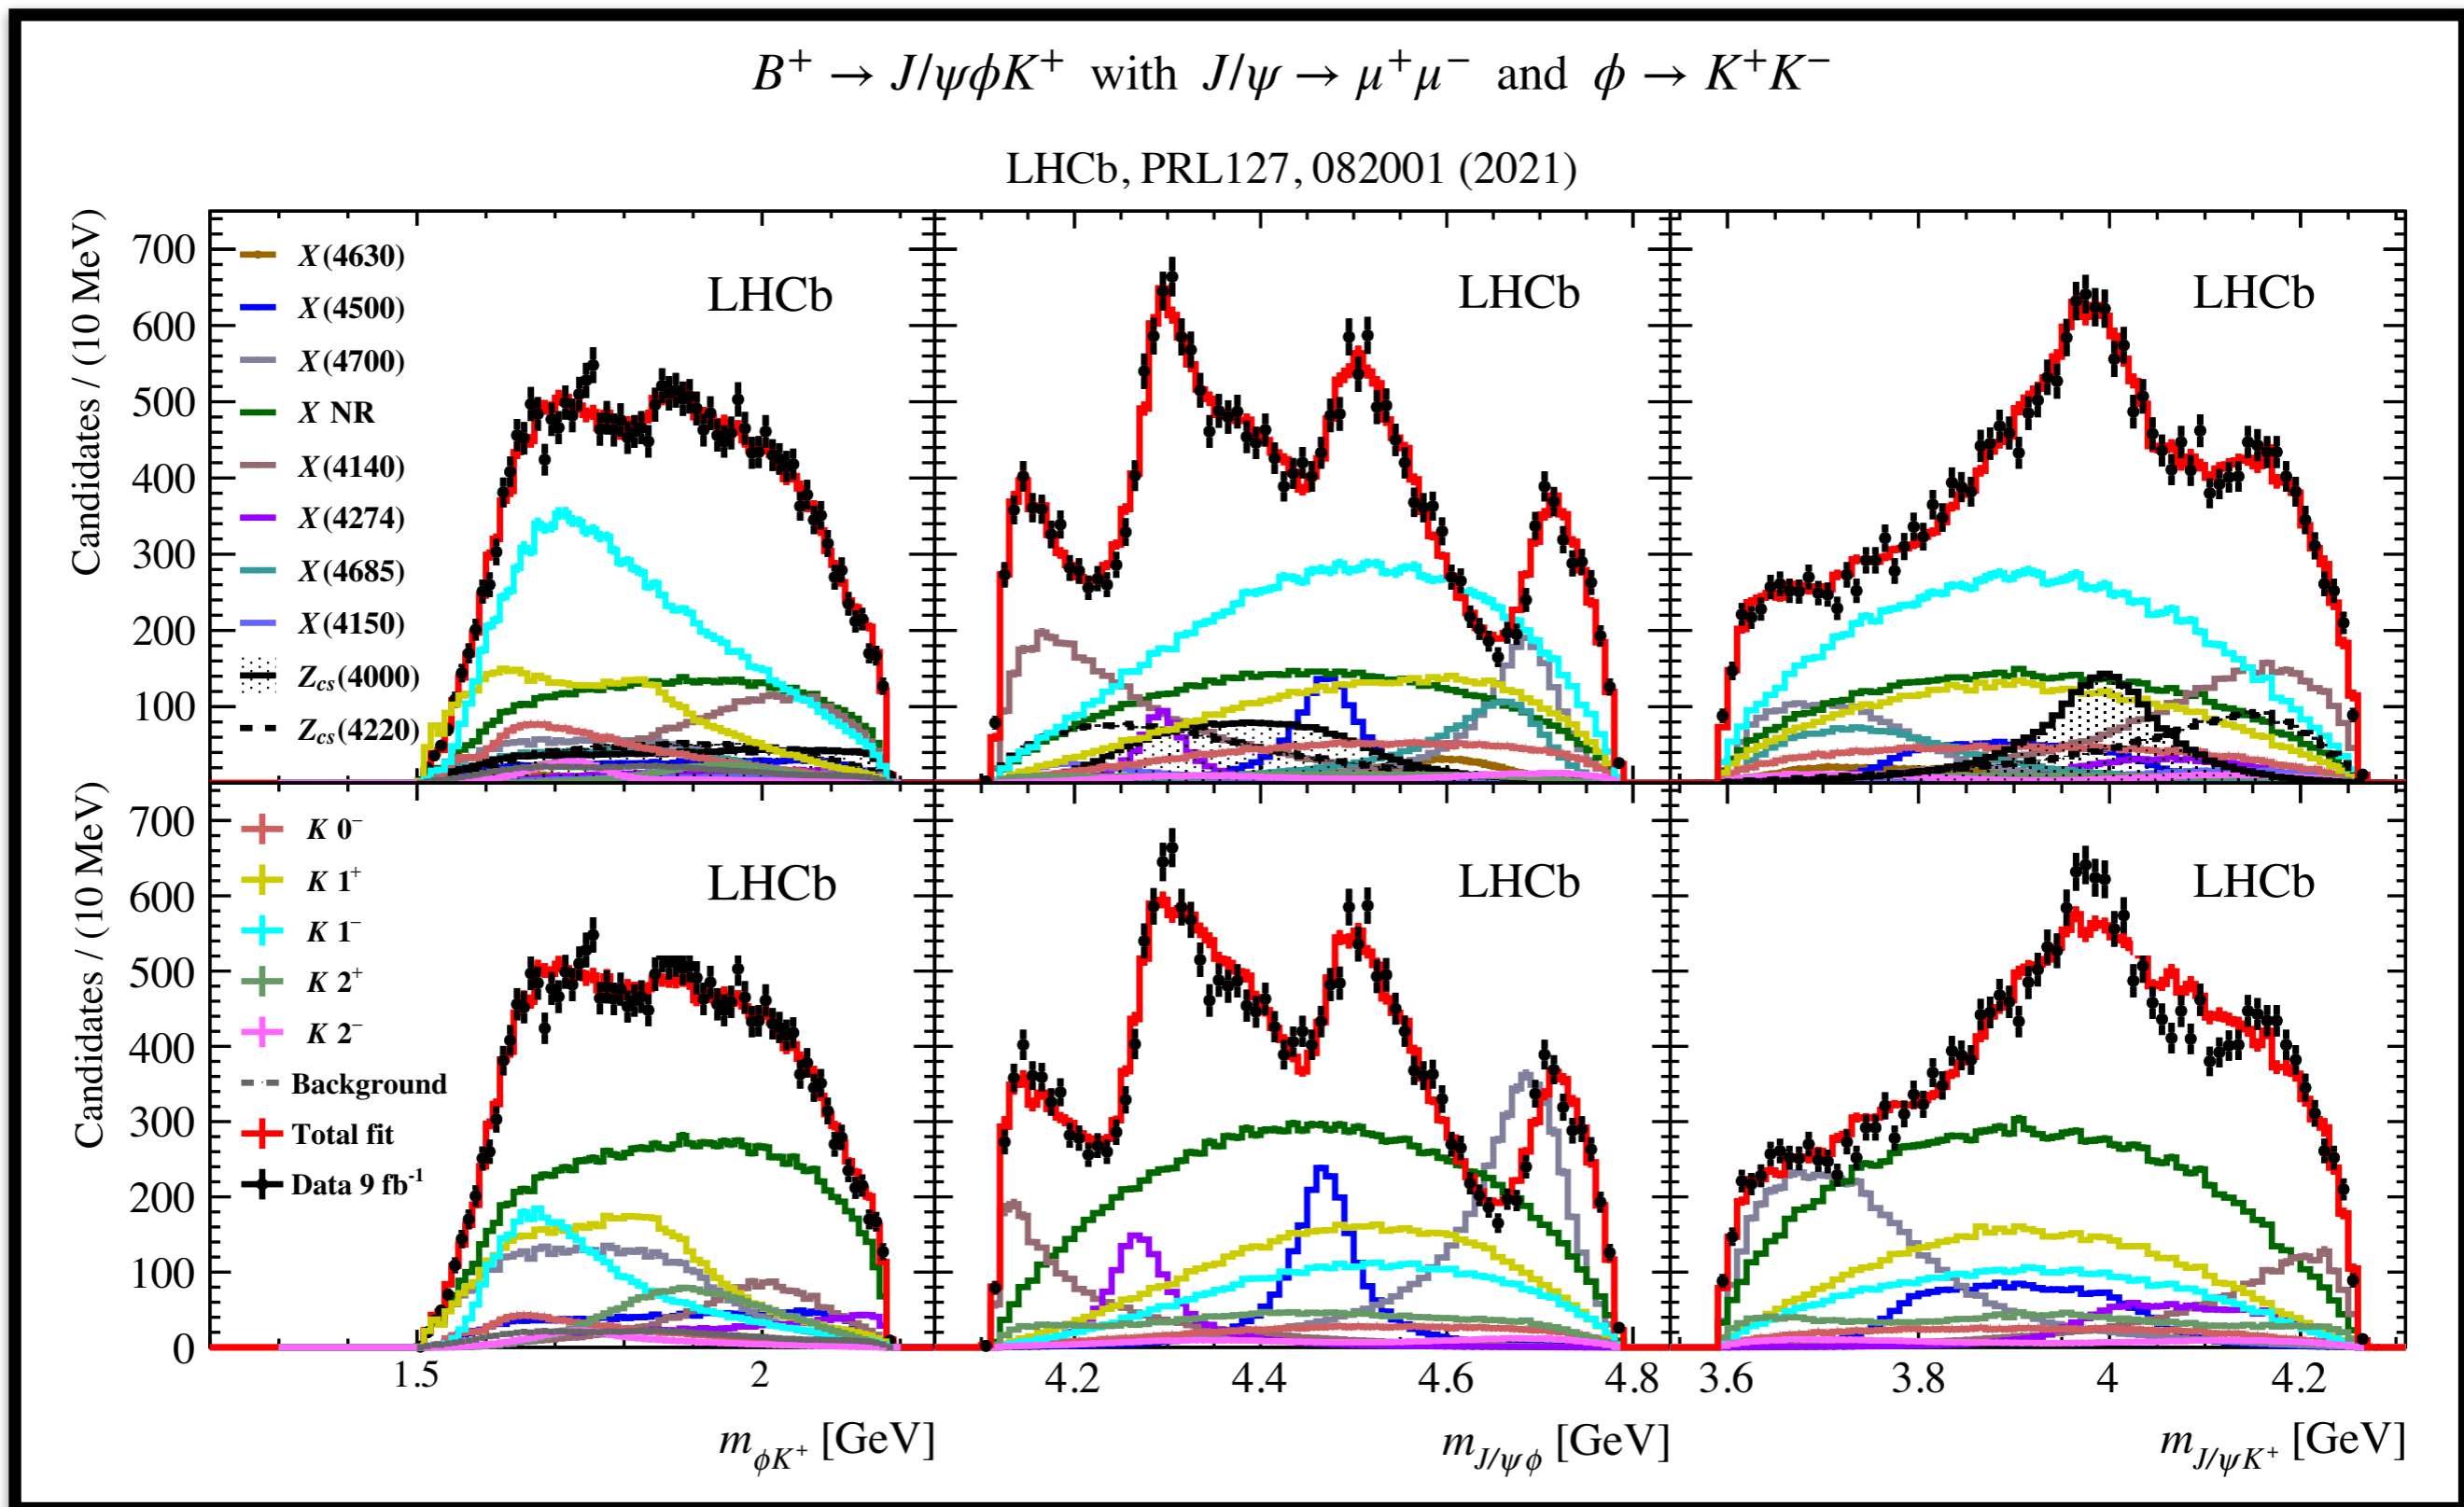 B⁺ → J/ψϕK⁺ with J/ψ → μ⁺μ⁻ and ϕ → K⁺K⁻
LHCb, PRL127, 082001 (2021)
Candidates / (10 MeV)
700
600
500
400
300
200
100
X(4630)
X(4500)
X(4700)
X NR
X(4140)
X(4274)
X(4685)
X(4150)
Z_cs(4000)
Z_cs(4220)
LHCb
LHCb
LHCb
Candidates / (10 MeV)
700
600
500
400
300
200
100
0
K 0⁻
K 1⁺
K 1⁻
K 2⁺
K 2⁻
Background
Total fit
Data 9 fb⁻¹
LHCb
LHCb
LHCb
1.5 2 4.2 4.4 4.6 4.8 3.6 3.8 4 4.2
m_ϕK⁺ [GeV] m_J/ψϕ [GeV] m_J/ψK⁺ [GeV]